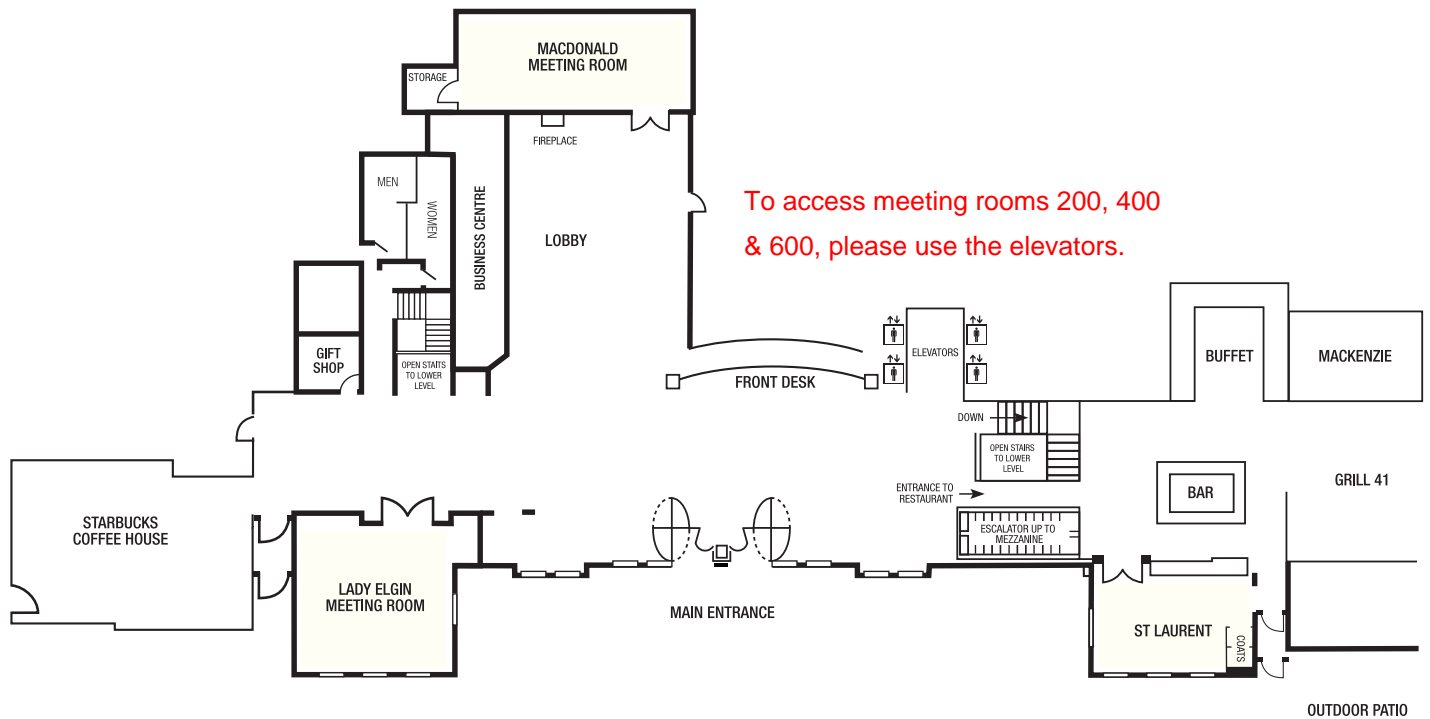 MACDONALD
MEETING ROOM
STORAGE
FIREPLACE
MEN
WOMEN
BUSINESS CENTRE
LOBBY
To access meeting rooms 200, 400
& 600, please use the elevators.
GIFT
SHOP
OPEN STAITS
TO LOWER
LEVEL
FRONT DESK
ELEVATORS
BUFFET
MACKENZIE
DOWN
OPEN STAIRS
TO LOWER
LEVEL
ENTRANCE TO
RESTAURANT
BAR
GRILL 41
ESCALATOR UP TO
MEZZANINE
STARBUCKS
COFFEE HOUSE
LADY ELGIN
MEETING ROOM
MAIN ENTRANCE
ST LAURENT
COATS
OUTDOOR PATIO